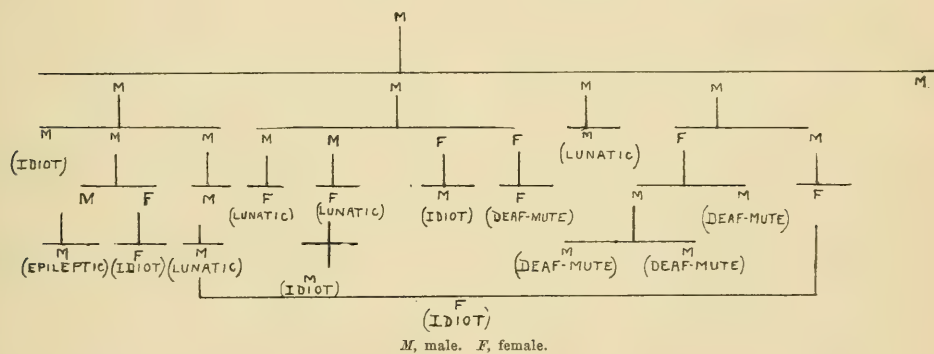 M
M M M M M.
M M M M F F M F M
(IDIOT) (LUNATIC)
M F M F F M F M M F
(LUNATIC) (LUNATIC) (IDIOT) (DEAF-MUTE) (DEAF-MUTE)
M F M M M
(EPILEPTIC) (IDIOT) (LUNATIC) (DEAF-MUTE) (DEAF-MUTE)
M
(IDIOT)
F
(IDIOT)
M, male. F, female.